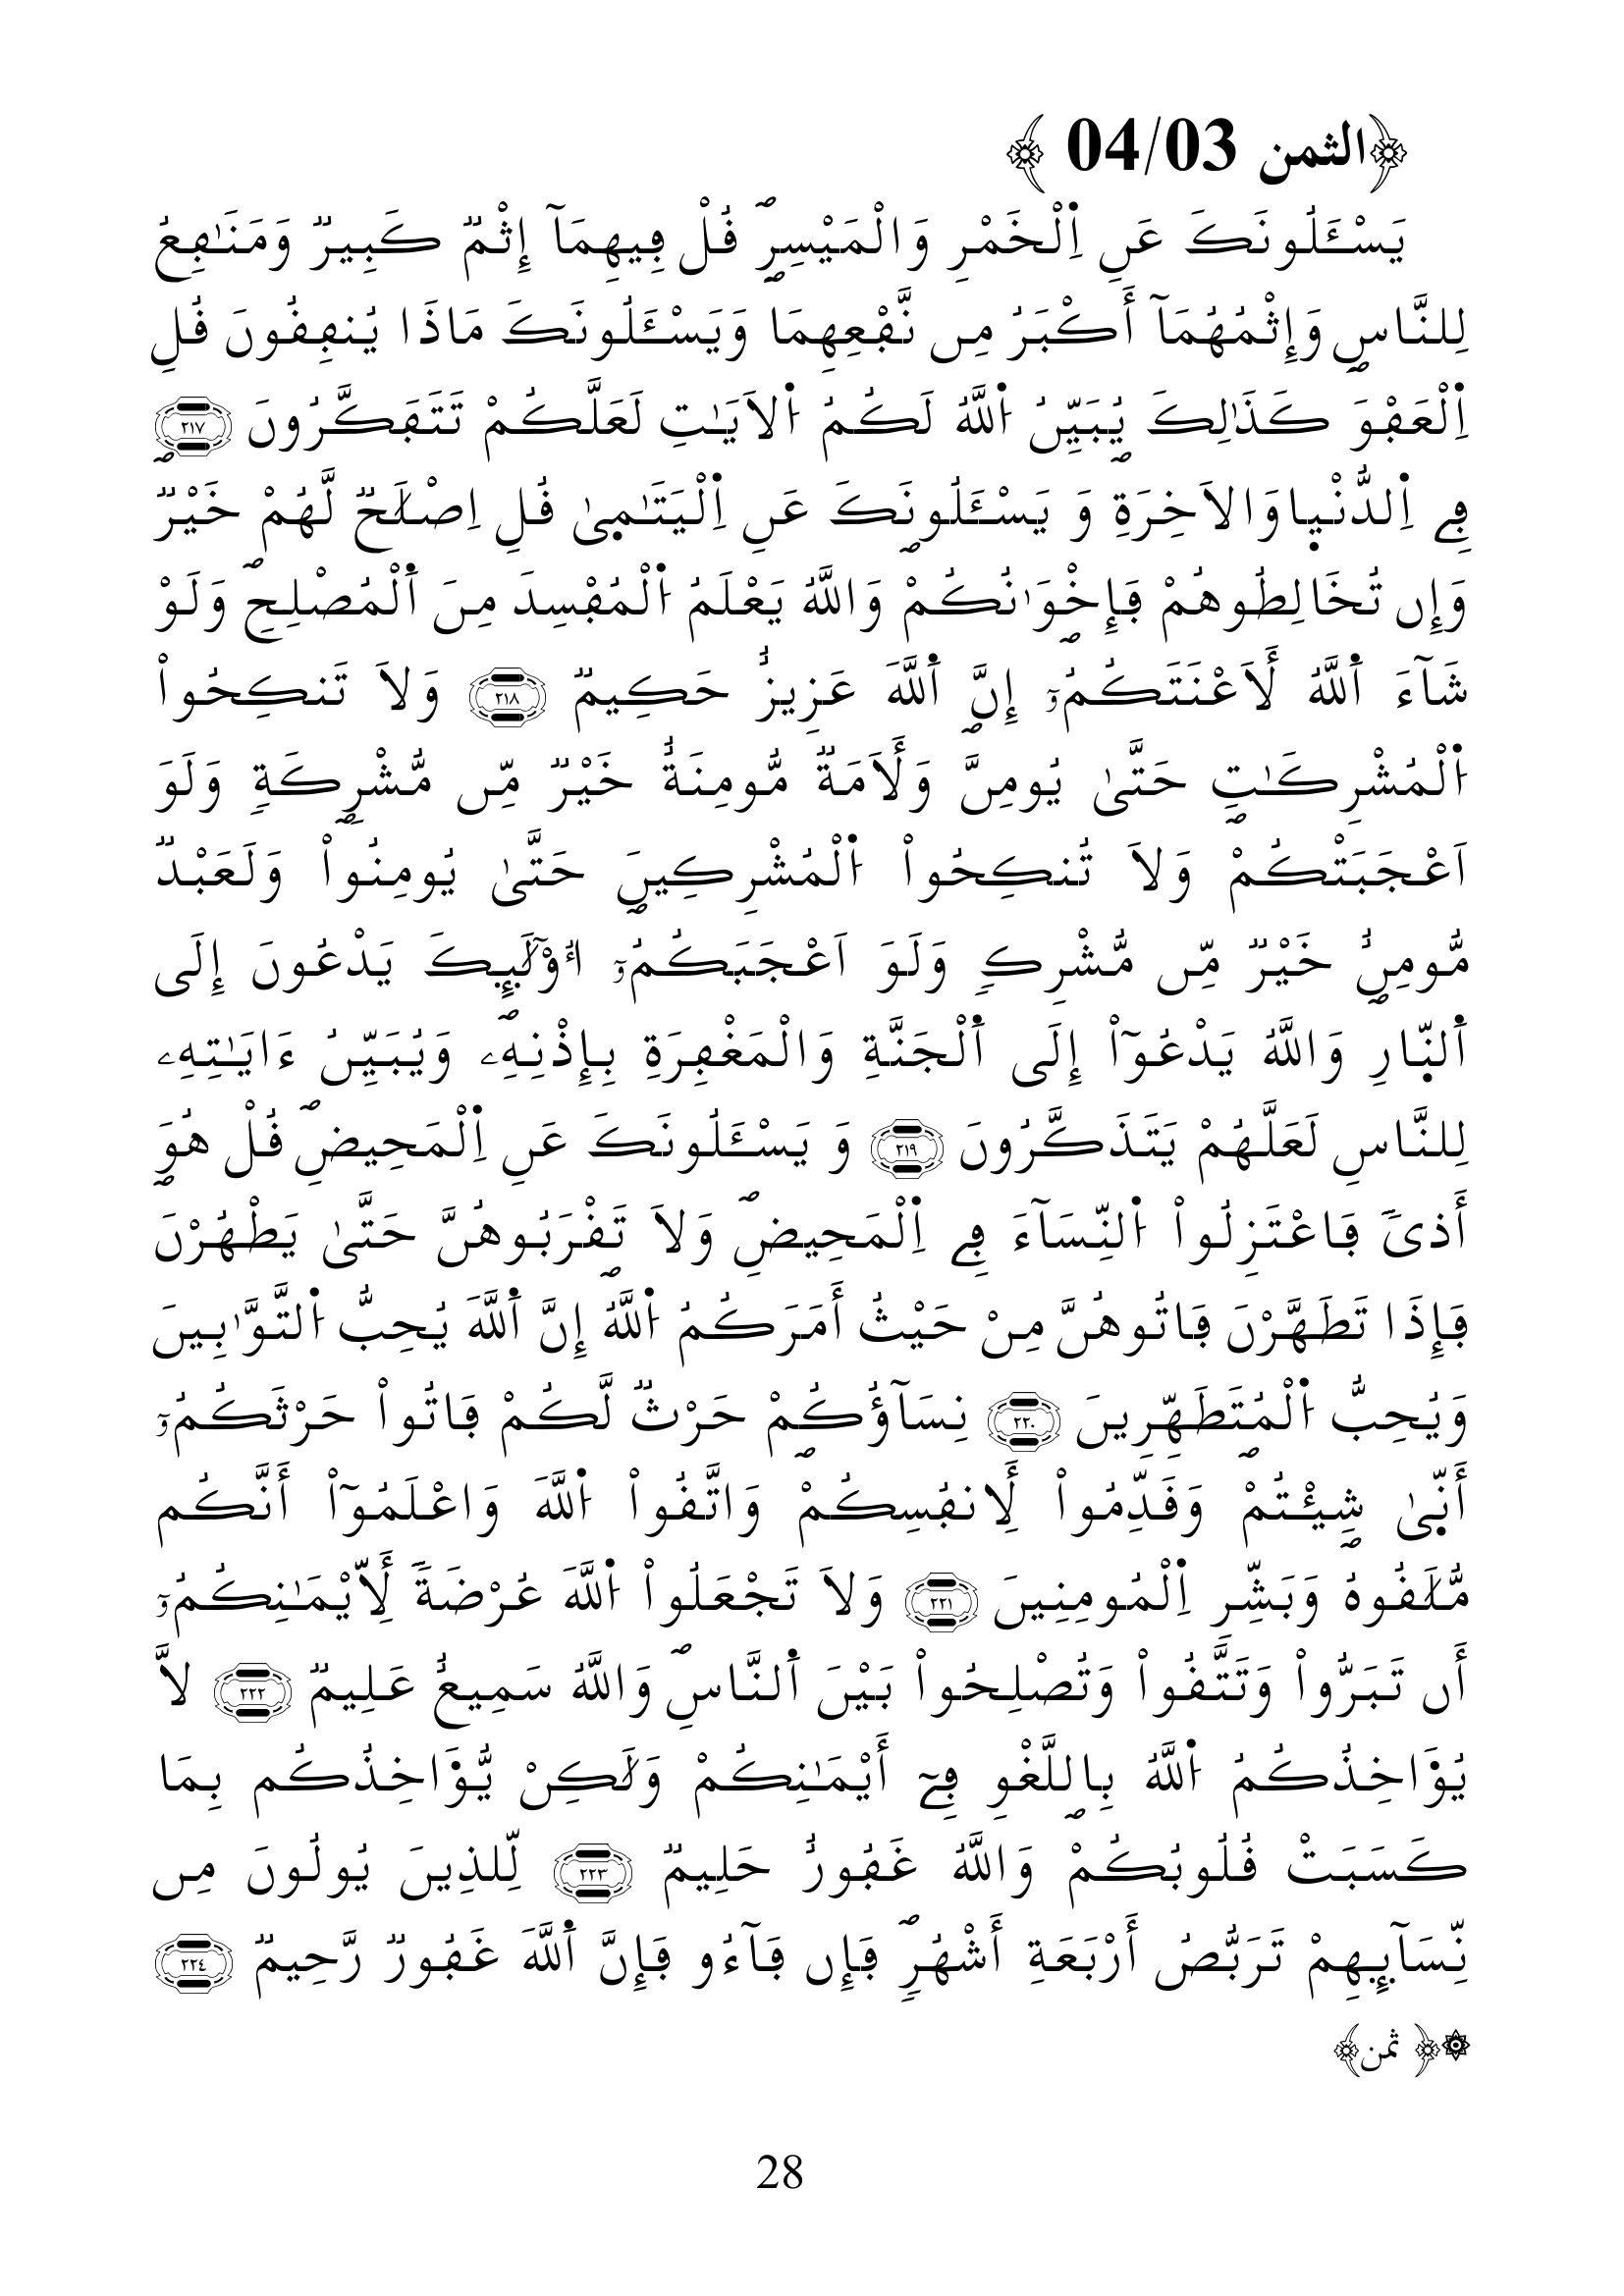 ﴿الثمن 04/03 ﴾
يَسْـَٔلُونَكَ عَنِ اِ۬لْخَمْرِ وَالْمَيْسِرِۖ قُلْ فِيهِمَآ إِثْمٞ كَبِيرٞ وَمَنَٰفِعُ
لِلنَّاسِ وَإِثْمُهُمَآ أَكْبَرُ مِن نَّفْعِهِمَا وَيَسْـَٔلُونَكَ مَاذَا يُنفِقُونَ قُلِ
اِ۬لْعَفْوَ كَذَٰلِكَ يُبَيِّنُ اُ۬للَّهُ لَكُمُ اُ۬لَايَٰتِ لَعَلَّكُمْ تَتَفَكَّرُونَ ٢١٧
فِے اِ۬لدُّنْي۪ا وَالَاخِرَةِ وَ يَسْـَٔلُونَكَ عَنِ اِ۬لْيَتَٰم۪يٰ قُلِ اِصْلَٰحٞ لَّهُمْ خَيْرٞ
وَإِن تُخَالِطُوهُمْ فَإِخْوَٰنُكُمْ وَاللَّهُ يَعْلَمُ اُ۬لْمُفْسِدَ مِنَ اَ۬لْمُصْلِحِۖ وَلَوْ
شَآءَ اَ۬للَّهُ لَأَعْنَتَكُمُۥٓ إِنَّ اَ۬للَّهَ عَزِيزٌ حَكِيمٞ ٢١٨ وَلَا تَنكِحُواْ
اُ۬لْمُشْرِكَٰتِ حَتَّىٰ يُومِنَّ وَلَأَمَةٞ مُّومِنَةٌ خَيْرٞ مِّن مُّشْرِكَةٖ وَلَوَ
اَعْجَبَتْكُمْ وَلَا تُنكِحُواْ اُ۬لْمُشْرِكِينَ حَتَّىٰ يُومِنُواْ وَلَعَبْدٞ
مُّومِنٌ خَيْرٞ مِّن مُّشْرِكٖ وَلَوَ اَعْجَبَكُمُۥٓ أُوْلَٰٓئِكَ يَدْعُونَ إِلَى
اَ۬لنّ۪ارِ وَاللَّهُ يَدْعُوٓاْ إِلَى اَ۬لْجَنَّةِ وَالْمَغْفِرَةِ بِإِذْنِهِۦۖ وَيُبَيِّنُ ءَايَٰتِهِۦ
لِلنَّاسِ لَعَلَّهُمْ يَتَذَكَّرُونَ ٢١٩ وَ يَسْـَٔلُونَكَ عَنِ اِ۬لْمَحِيضِۖ قُلْ هُوَ
أَذىٗ فَاعْتَزِلُواْ اُ۬لنِّسَآءَ فِے اِ۬لْمَحِيضِۖ وَلَا تَقْرَبُوهُنَّ حَتَّىٰ يَطْهُرْنَ
فَإِذَا تَطَهَّرْنَ فَاتُوهُنَّ مِنْ حَيْثُ أَمَرَكُمُ اُ۬للَّهُ إِنَّ اَ۬للَّهَ يُحِبُّ اُ۬لتَّوَّٰبِينَ
وَيُحِبُّ اُ۬لْمُتَطَهِّرِينَ ٢٢٠ نِسَآؤُكُمْ حَرْثٞ لَّكُمْ فَاتُواْ حَرْثَكُمُۥٓ
أَنّ۪يٰ شِئْتُمْ وَقَدِّمُواْ لِأَنفُسِكُمْ وَاتَّقُواْ اُ۬للَّهَ وَاعْلَمُوٓاْ أَنَّكُم
مُّلَٰقُوهُ وَبَشِّرِ اِ۬لْمُومِنِينَ ٢٢١ وَلَا تَجْعَلُواْ اُ۬للَّهَ عُرْضَةٗ لِّأَيْمَٰنِكُمُۥٓ
أَن تَبَرُّواْ وَتَتَّقُواْ وَتُصْلِحُواْ بَيْنَ اَ۬لنَّاسِۖ وَاللَّهُ سَمِيعٌ عَلِيمٞ ٢٢٢ لَّا
يُؤَاخِذُكُمُ اُ۬للَّهُ بِاللَّغْوِ فِےٓ أَيْمَٰنِكُمْ وَلَٰكِنْ يُّؤَاخِذُكُم بِمَا
كَسَبَتْ قُلُوبُكُمْ وَاللَّهُ غَفُورٌ حَلِيمٞ ٢٢٣ لِّلذِينَ يُولُونَ مِن
نِّسَآئِهِمْ تَرَبُّصُ أَرْبَعَةِ أَشْهُرٖۖ فَإِن فَآءُو فَإِنَّ اَ۬للَّهَ غَفُورٞ رَّحِيمٞ ٢٢٤
۞﴿ ثمن﴾
28